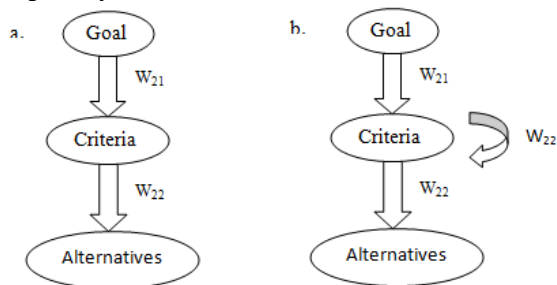 a.
Goal
W21
Criteria
W22
Alternatives
b.
Goal
W21
Criteria
W22
W22
Alternatives